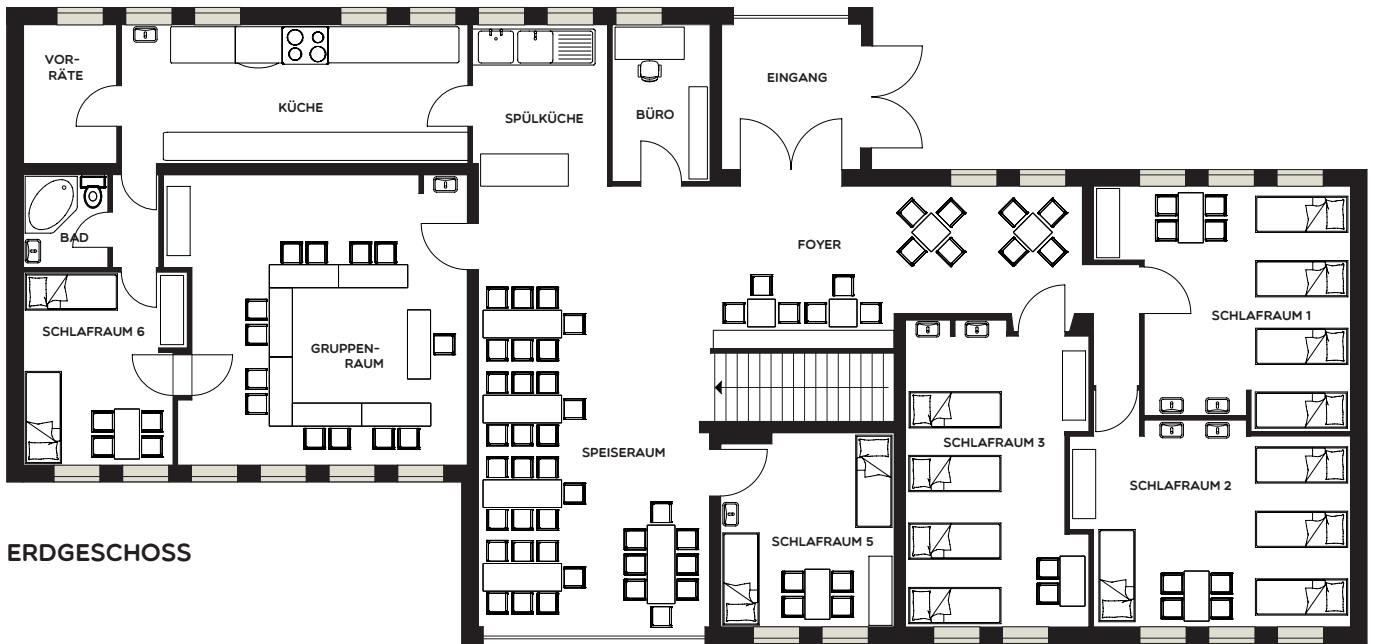 VOR-
RÄTE
KÜCHE
SPÜLKÜCHE
BÜRO
EINGANG
BAD
FOYER
SCHLAFRAUM 6
GRUPPEN-
RAUM
SPEISERAUM
SCHLAFRAUM 1
SCHLAFRAUM 3
SCHLAFRAUM 2
SCHLAFRAUM 5
ERDGESCHOSS